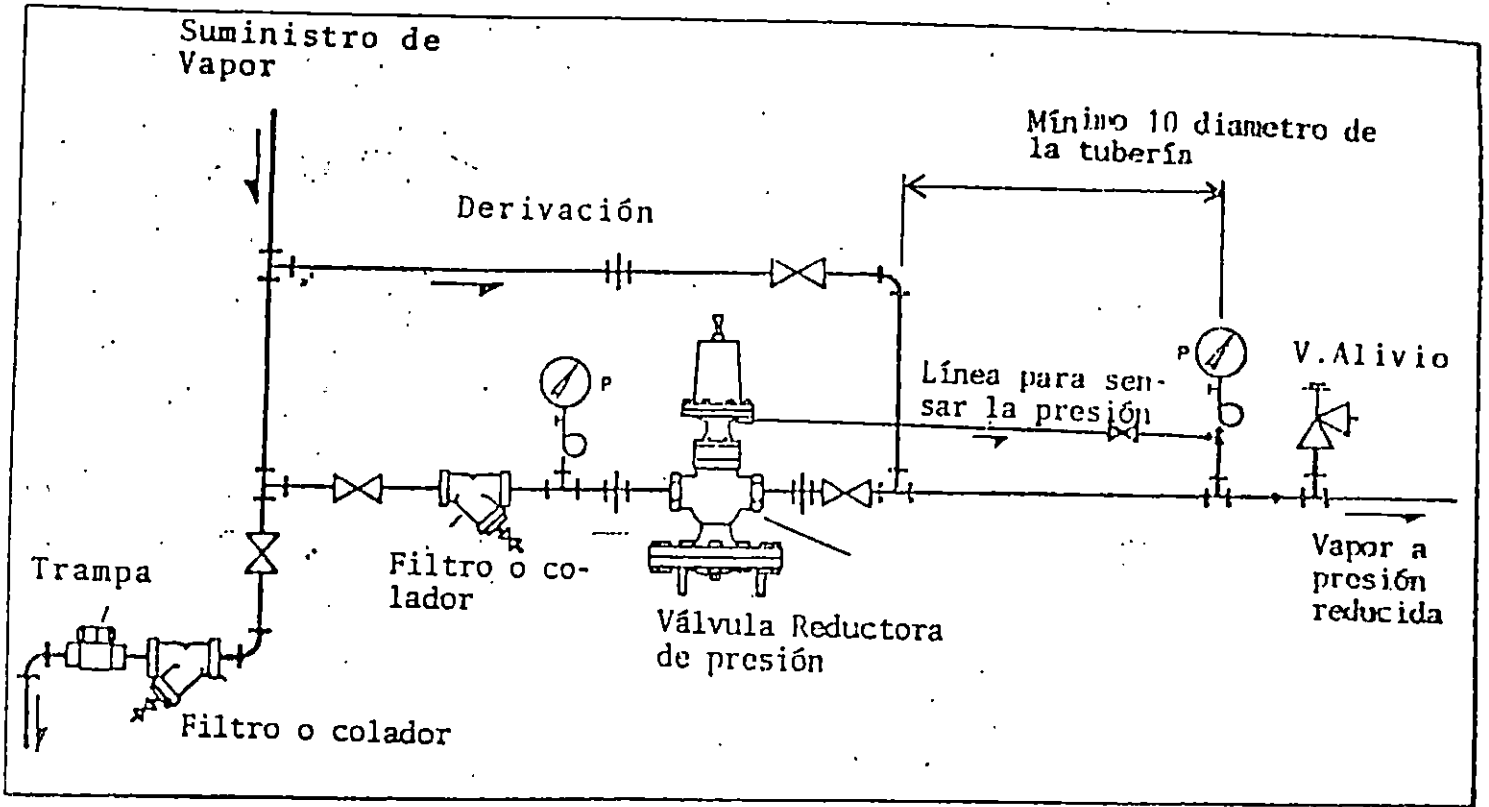 Suministro de
Vapor
Mínimo 10 diametro de
la tubería
Derivación
P
P
V.Alivio
Línea para sen-
sar la presión
Trampa
Filtro o co-
lador
Válvula Reductora
de presión
Vapor a
presión
reducida
Filtro o colador